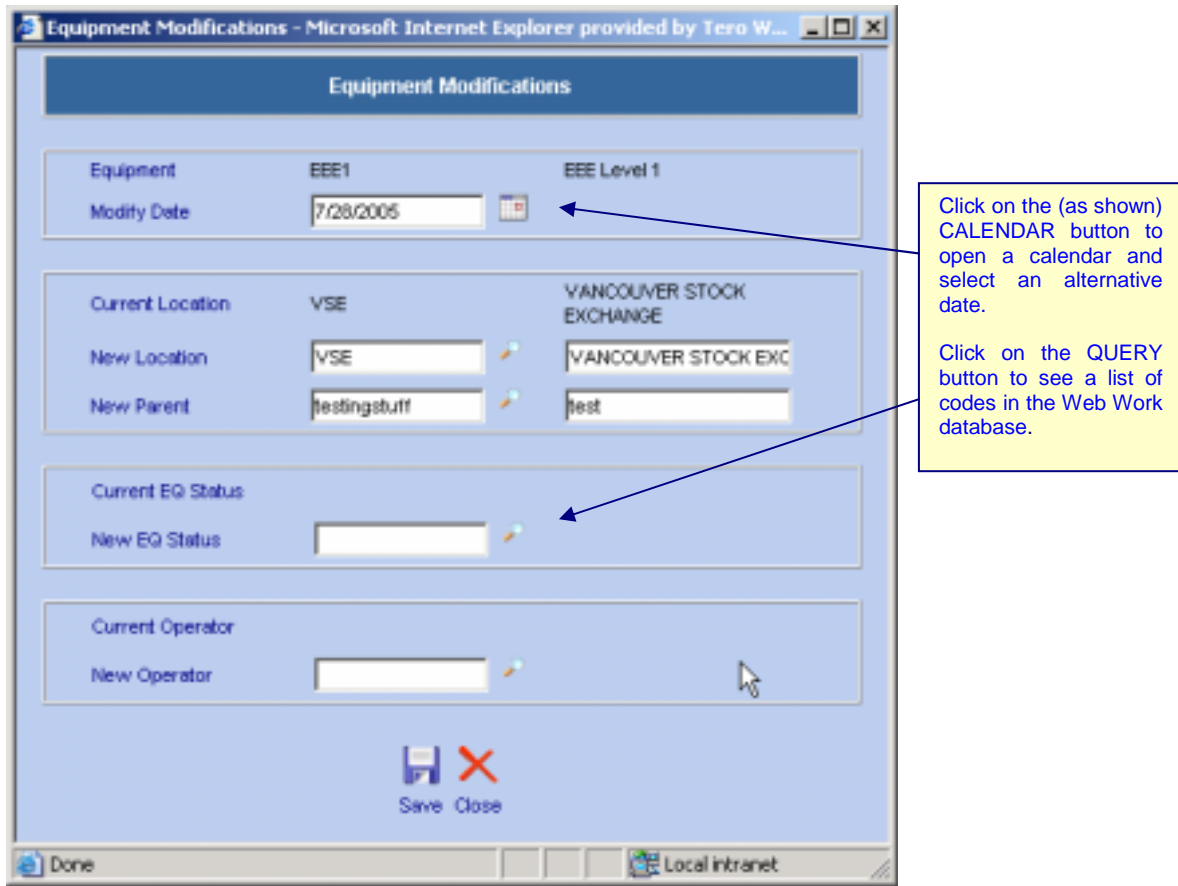 Equipment Modifications - Microsoft Internet Explorer provided by Tero W...
Equipment Modifications
Equipment EEE1 EEE Level 1
Modify Date 7/28/2005
Current Location VSE VANCOUVER STOCK
EXCHANGE
New Location VSE VANCOUVER STOCK EXC
New Parent testingstuff test
Current EQ Status
New EQ Status
Current Operator
New Operator
Save Close
Done Local intranet
Click on the (as shown)
CALENDAR button to
open a calendar and
select an alternative
date.
Click on the QUERY
button to see a list of
codes in the Web Work
database.